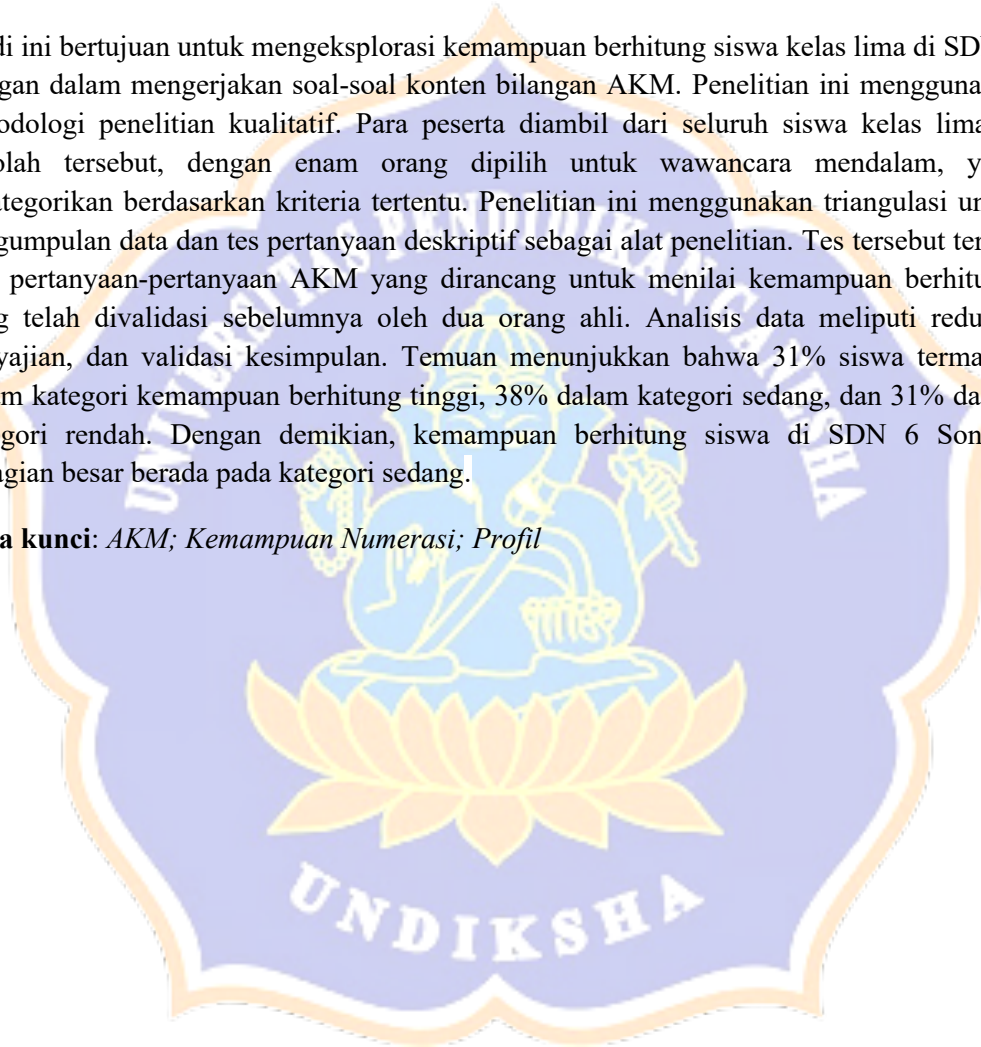 di ini bertujuan untuk mengeksplorasi kemampuan berhitung siswa kelas lima di SD
gan dalam mengerjakan soal-soal konten bilangan AKM. Penelitian ini mengguna
odologi penelitian kualitatif. Para peserta diambil dari seluruh siswa kelas lima
olah tersebut, dengan enam orang dipilih untuk wawancara mendalam, y
ategorikan berdasarkan kriteria tertentu. Penelitian ini menggunakan triangulasi un
gumpulan data dan tes pertanyaan deskriptif sebagai alat penelitian. Tes tersebut ter
pertanyaan-pertanyaan AKM yang dirancang untuk menilai kemampuan berhitu
g telah divalidasi sebelumnya oleh dua orang ahli. Analisis data meliputi redu
yajian, dan validasi kesimpulan. Temuan menunjukkan bahwa 31% siswa terma
m kategori kemampuan berhitung tinggi, 38% dalam kategori sedang, dan 31% da
egori rendah. Dengan demikian, kemampuan berhitung siswa di SDN 6 Son
agian besar berada pada kategori sedang.
a kunci: AKM; Kemampuan Numerasi; Profil
UNIVERSITAS PENDIDIKAN GANESHA
UNDIKSHA